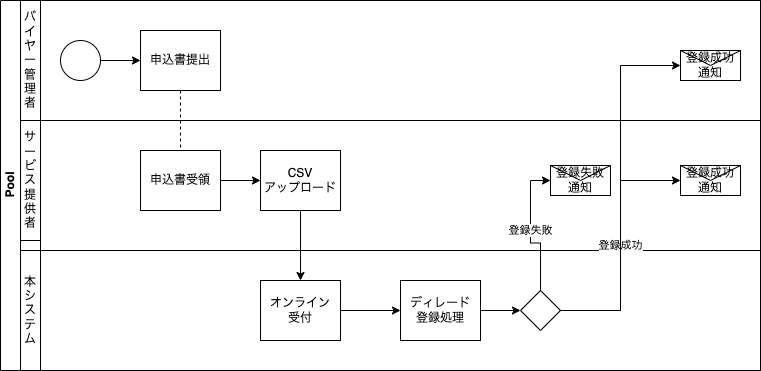 Pool
バイヤー管理者
申込書提出
登録成功
通知
サービス提供者
申込書受領
CSV
アップロード
登録失敗
通知
登録成功
通知
登録失敗
登録成功
本システム
オンライン
受付
ディレード
登録処理